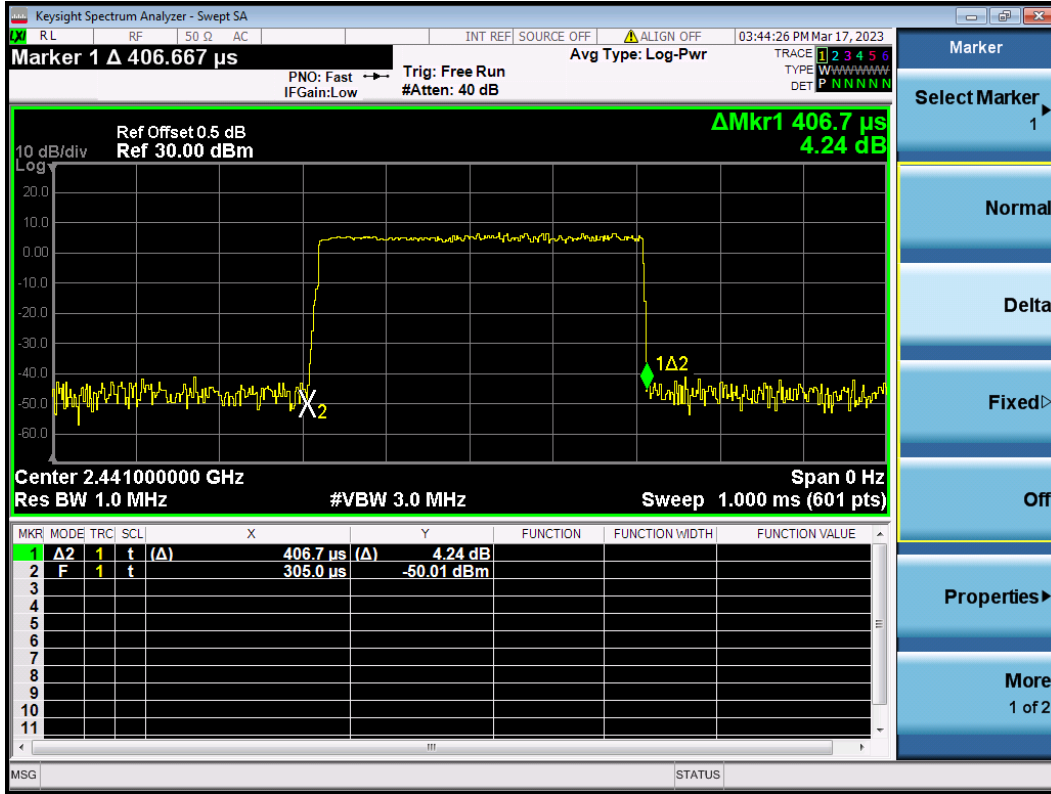 Keysight Spectrum Analyzer - Swept SA
LXI RL RF 50 Ω AC INT REF SOURCE OFF ALIGN OFF 03:44:26 PM Mar 17, 2023
Marker 1 Δ 406.667 µs
PNO: Fast
IFGain:Low
Trig: Free Run
#Atten: 40 dB
Avg Type: Log-Pwr
TRACE 1 2 3 4 5 6
TYPE WWWWWW
DET P N N N N N
ΔMkr1 406.7 µs
4.24 dB
Ref Offset 0.5 dB
10 dB/div Ref 30.00 dBm
Log
20.0
10.0
0.00
-10.0
-20.0
-30.0
-40.0
-50.0
-60.0
1Δ2
2
Center 2.441000000 GHz Span 0 Hz
Res BW 1.0 MHz #VBW 3.0 MHz Sweep 1.000 ms (601 pts)
MKR MODE TRC SCL X Y FUNCTION FUNCTION WIDTH FUNCTION VALUE
1 Δ2 1 t (Δ) 406.7 µs (Δ) 4.24 dB
2 F 1 t 305.0 µs -50.01 dBm
3
4
5
6
7
8
9
10
11
MSG STATUS
Marker
Select Marker
1
Normal
Delta
Fixed
Off
Properties
More
1 of 2